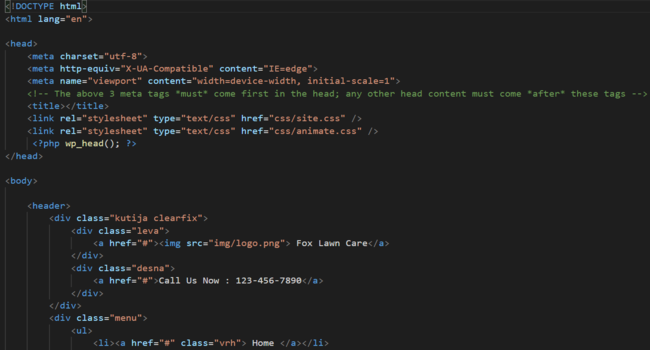 <!DOCTYPE html>
<html lang="en">
<head>
<meta charset="utf-8">
<meta http-equiv="X-UA-Compatible" content="IE=edge">
<meta name="viewport" content="width=device-width, initial-scale=1">
<!-- The above 3 meta tags *must* come first in the head; any other head content must come *after* these tags -->
<title></title>
<link rel="stylesheet" type="text/css" href="css/site.css" />
<link rel="stylesheet" type="text/css" href="css/animate.css" />
<?php wp_head(); ?>
</head>
<body>
<header>
<div class="kutija clearfix">
<div class="leva">
<a href="#"><img src="img/logo.png"> Fox Lawn Care</a>
</div>
<div class="desna">
<a href="#">Call Us Now : 123-456-7890</a>
</div>
</div>
<div class="menu">
<ul>
<li><a href="#" class="vrh"> Home </a></li>